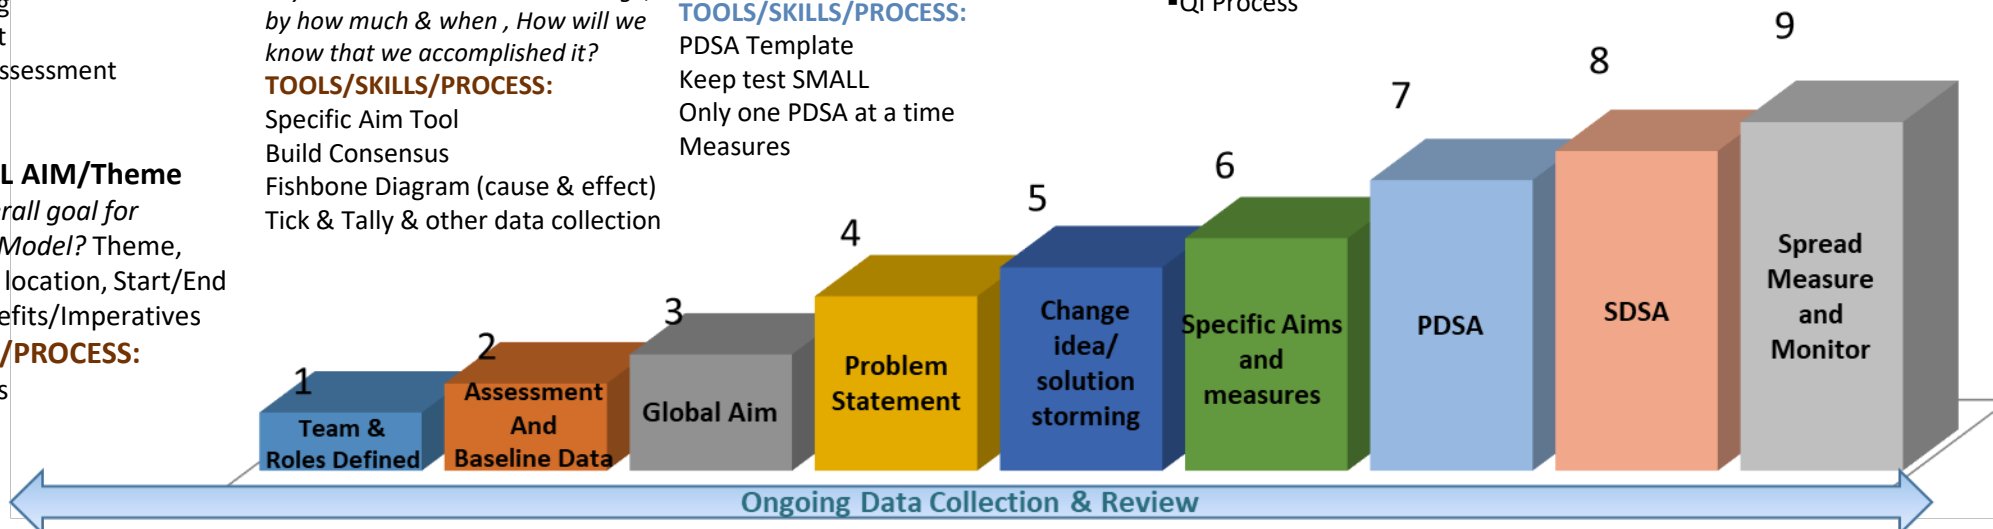 by how much & when , How will we
know that we accomplished it?
TOOLS/SKILLS/PROCESS:
Specific Aim Tool
Build Consensus
Fishbone Diagram (cause & effect)
Tick & Tally & other data collection
TOOLS/SKILLS/PROCESS:
PDSA Template
Keep test SMALL
Only one PDSA at a time
Measures
▪QI Process
ssessment
L AIM/Theme
rall goal for
Model? Theme,
location, Start/End
efits/Imperatives
/PROCESS:
s
1
Team &
Roles Defined
2
Assessment
And
Baseline Data
3
Global Aim
4
Problem
Statement
5
Change
idea/
solution
storming
6
Specific Aims
and
measures
7
PDSA
8
SDSA
9
Spread
Measure
and
Monitor
Ongoing Data Collection & Review